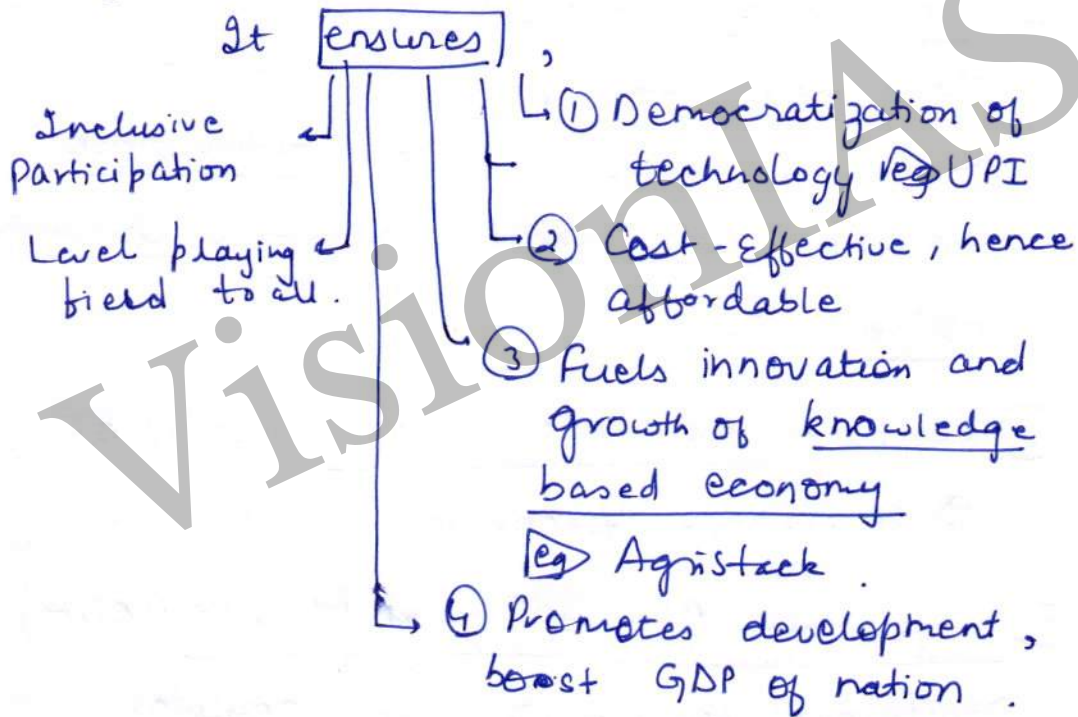 It ensures ,
Inclusive
Participation
Level playing
field to all.
① Democratization of
technology eg UPI
② Cost-Effective, hence
affordable
③ Fuels innovation and
growth of knowledge
based economy
eg Agristack.
④ Promotes development,
boost GDP of nation.
VisionIAS